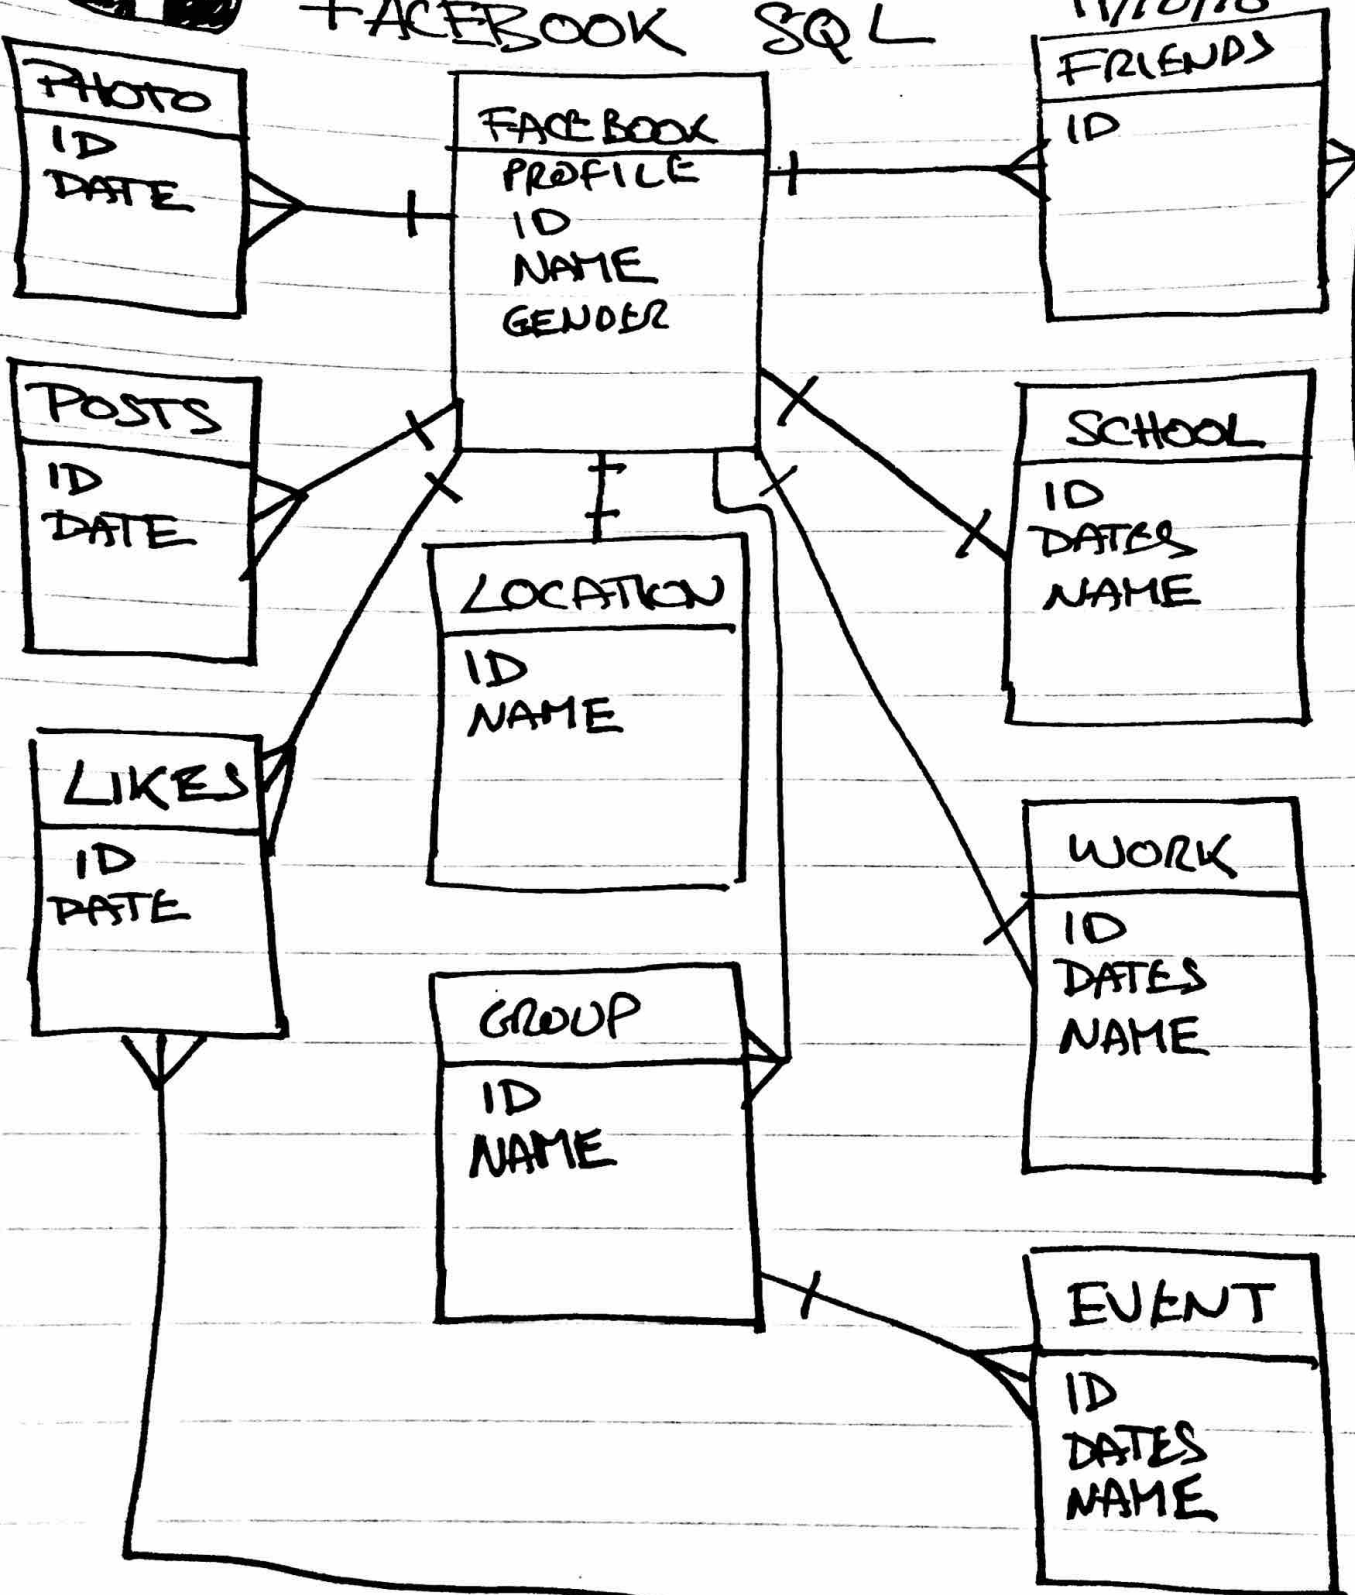 FACEBOOK SQL
PHOTO
ID
DATE
FACEBOOK
PROFILE
ID
NAME
GENDER
FRIENDS
ID
POSTS
ID
DATE
LOCATION
ID
NAME
SCHOOL
ID
DATES
NAME
LIKES
ID
DATE
GROUP
ID
NAME
WORK
ID
DATES
NAME
EVENT
ID
DATES
NAME